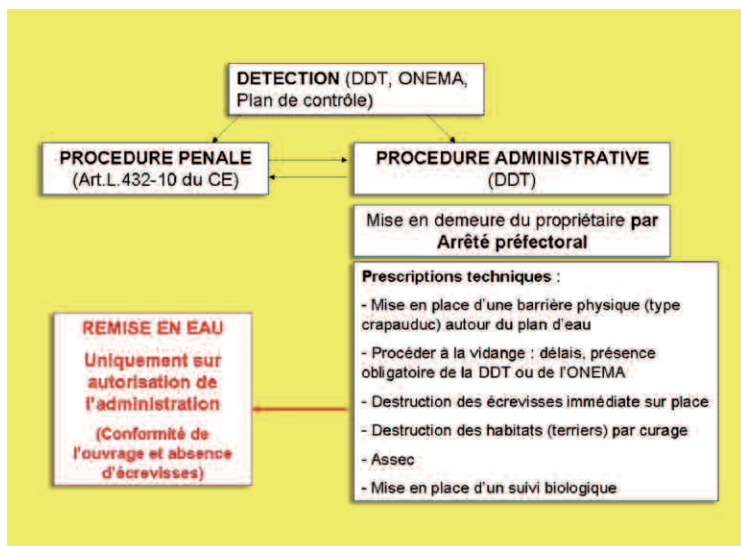 DETECTION (DDT, ONEMA,
Plan de contrôle)
PROCEDURE PENALE
(Art.L.432-10 du CE)
PROCEDURE ADMINISTRATIVE
(DDT)
Mise en demeure du propriétaire par
Arrêté préfectoral
Prescriptions techniques :
- Mise en place d'une barrière physique (type
crapauduc) autour du plan d'eau
- Procéder à la vidange : délais, présence
obligatoire de la DDT ou de l'ONEMA
- Destruction des écrevisses immédiate sur place
- Destruction des habitats (terriers) par curage
- Assec
- Mise en place d'un suivi biologique
REMISE EN EAU
Uniquement sur
autorisation de
l'administration
(Conformité de
l'ouvrage et absence
d'écrevisses)